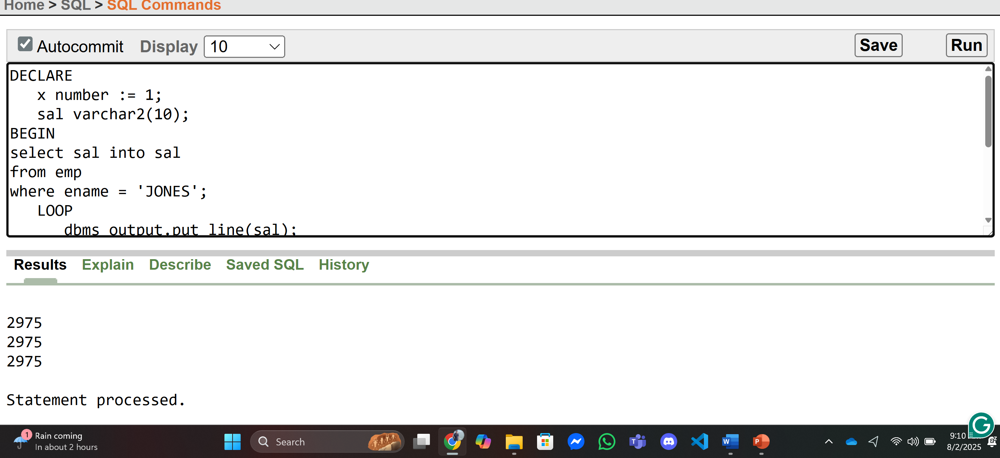 Home > SQL > SQL Commands
Autocommit Display 10 Save Run
DECLARE
   x number := 1;
   sal varchar2(10);
BEGIN
select sal into sal
from emp
where ename = 'JONES';
   LOOP
      dbms_output.put_line(sal);
Results Explain Describe Saved SQL History
2975
2975
2975
Statement processed.
1 Rain coming
In about 2 hours
Search
T
W
P
G
9:10
8/2/2025